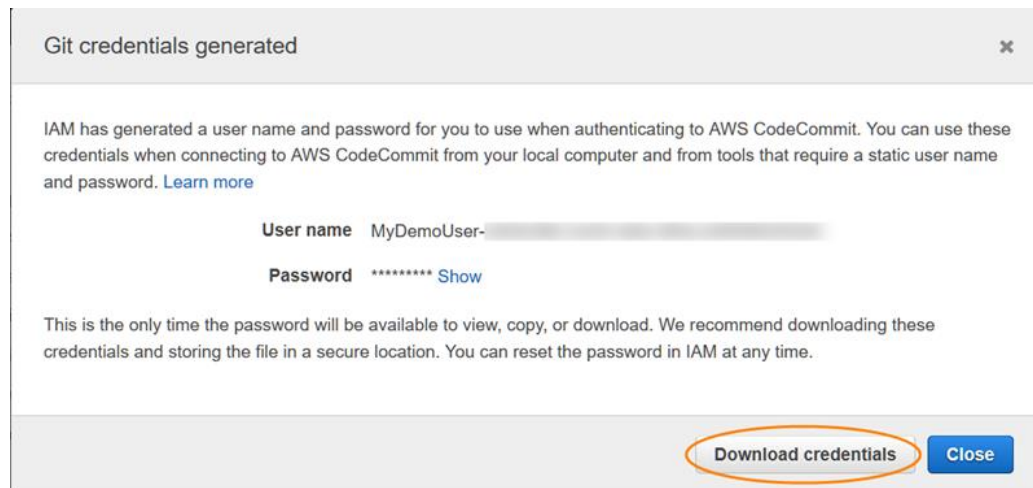 Git credentials generated
IAM has generated a user name and password for you to use when authenticating to AWS CodeCommit. You can use these
credentials when connecting to AWS CodeCommit from your local computer and from tools that require a static user name
and password. Learn more
User name MyDemoUser-
Password ********* Show
This is the only time the password will be available to view, copy, or download. We recommend downloading these
credentials and storing the file in a secure location. You can reset the password in IAM at any time.
Download credentials Close